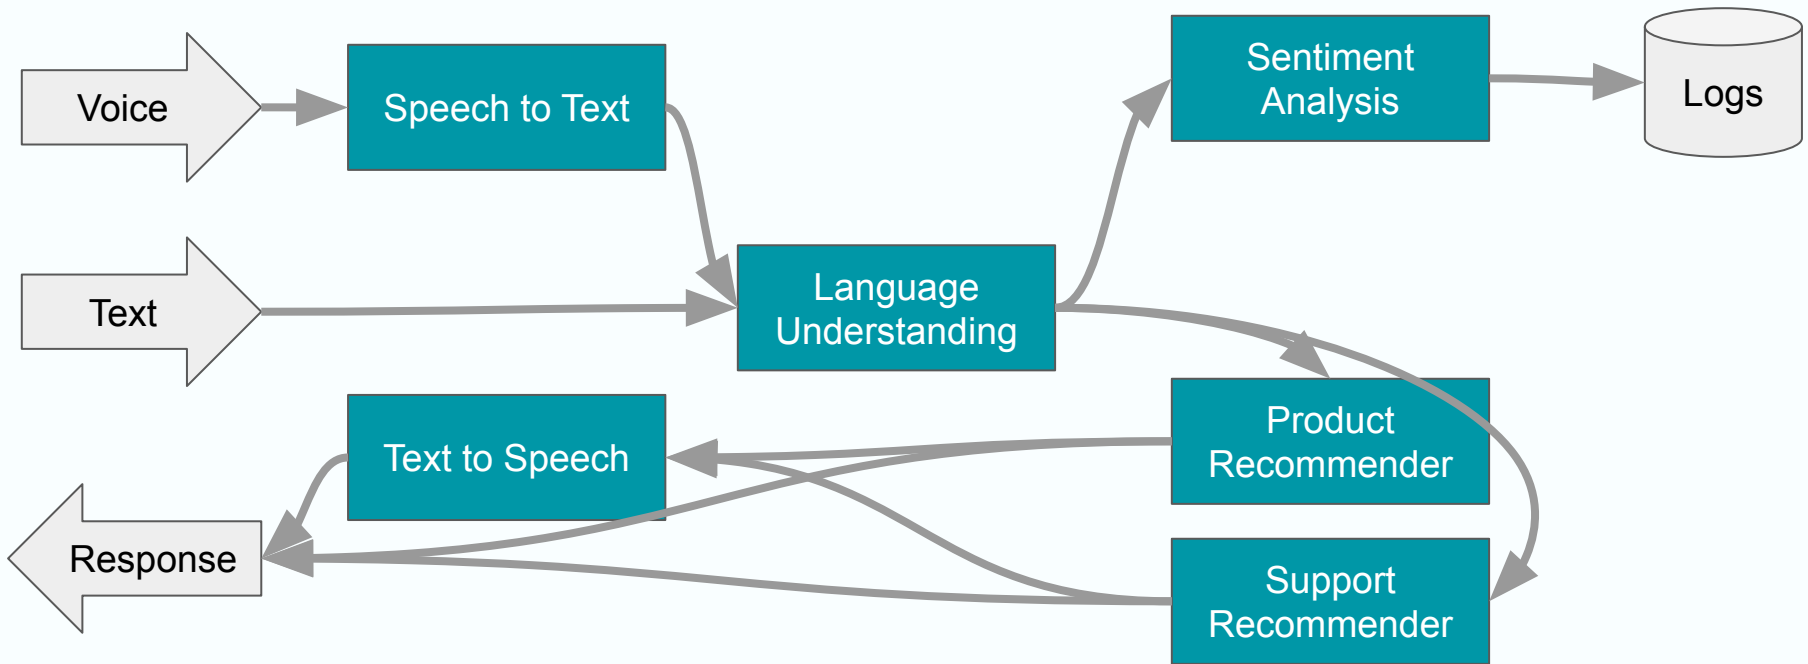 Voice
Speech to Text
Sentiment
Analysis
Logs
Text
Language
Understanding
Text to Speech
Product
Recommender
Response
Support
Recommender